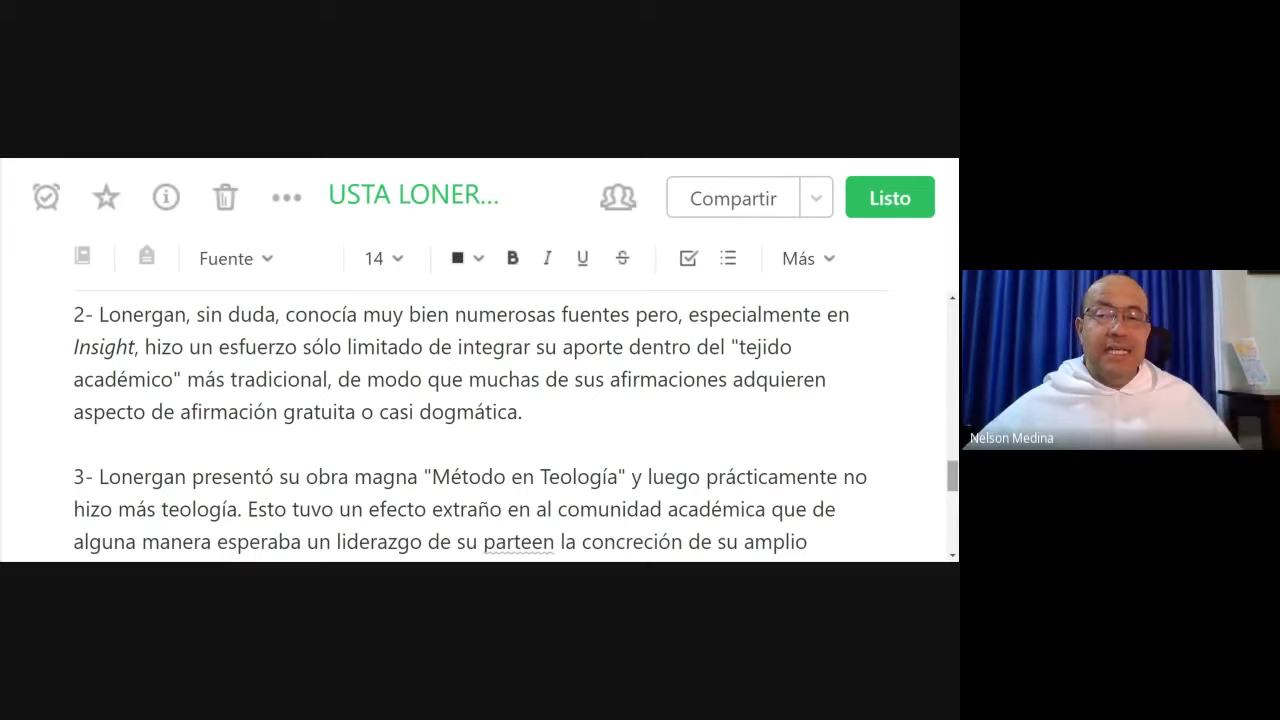 USTA LONER...
Compartir
Listo
Fuente
14
B
I
U
S
Más
2- Lonergan, sin duda, conocía muy bien numerosas fuentes pero, especialmente en
Insight, hizo un esfuerzo sólo limitado de integrar su aporte dentro del "tejido
académico" más tradicional, de modo que muchas de sus afirmaciones adquieren
aspecto de afirmación gratuita o casi dogmática.
3- Lonergan presentó su obra magna "Método en Teología" y luego prácticamente no
hizo más teología. Esto tuvo un efecto extraño en al comunidad académica que de
alguna manera esperaba un liderazgo de su parteen la concreción de su amplio
Nelson Medina